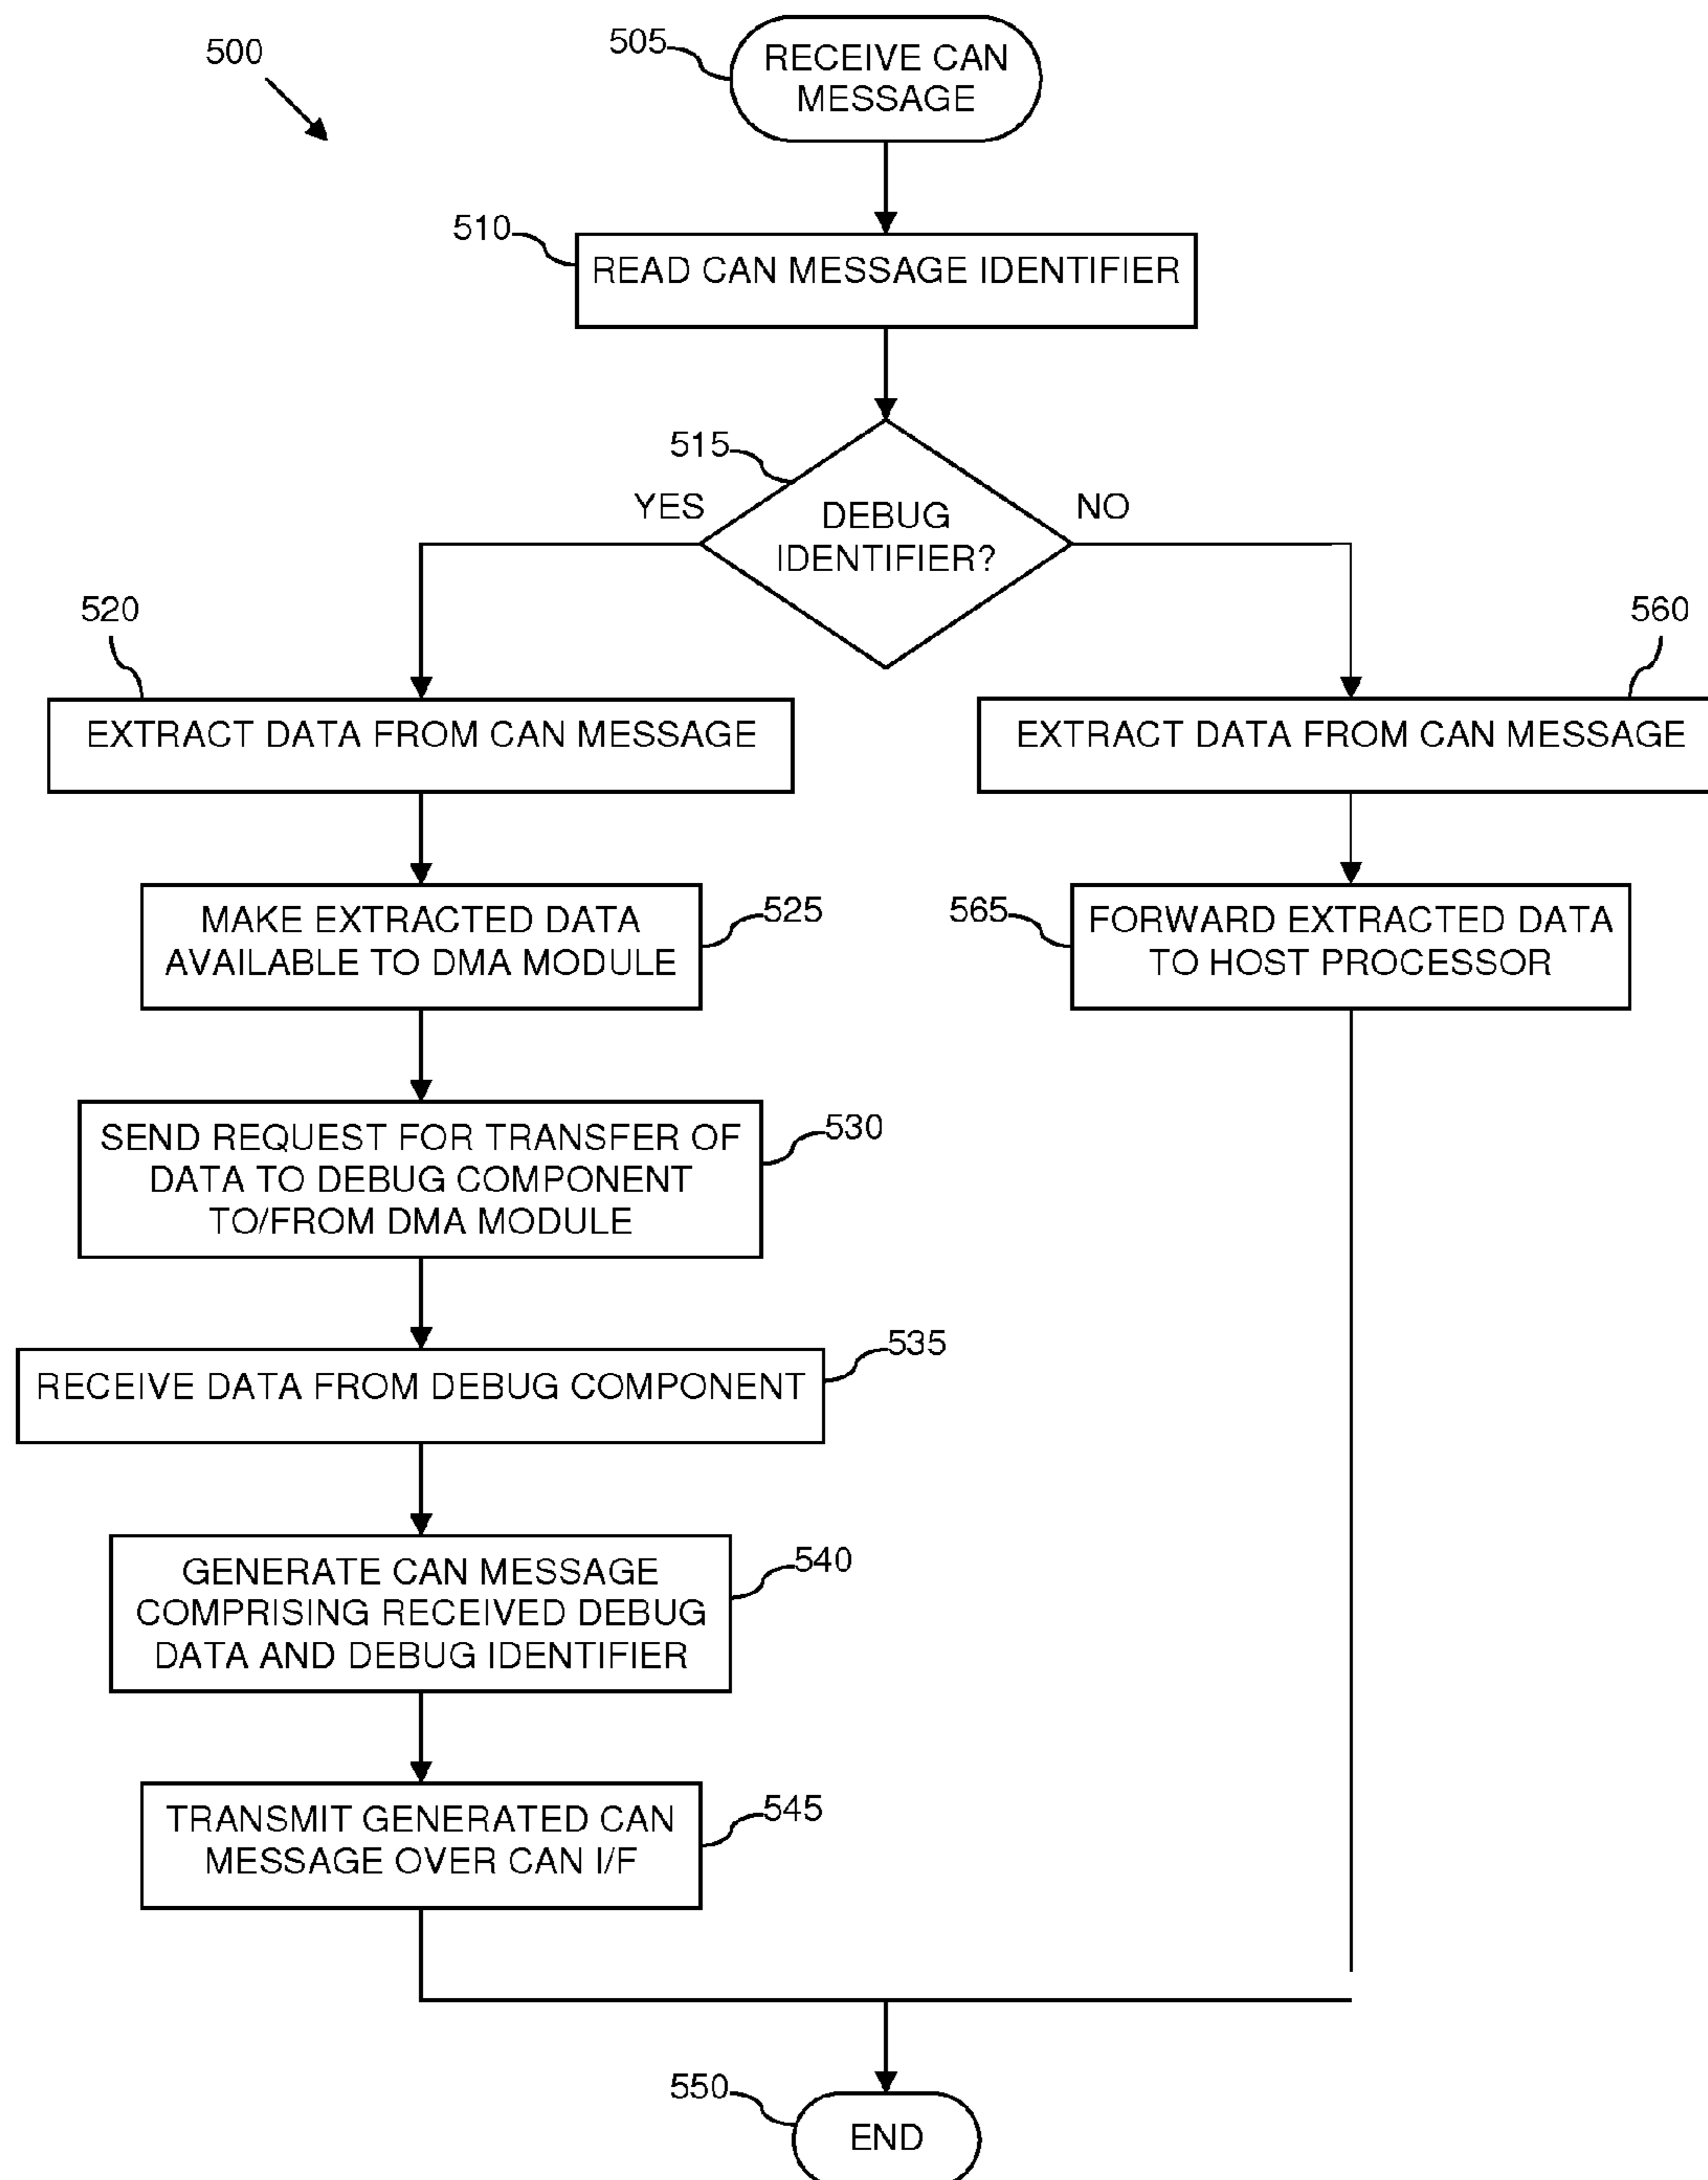 500
505
RECEIVE CAN
MESSAGE
510
READ CAN MESSAGE IDENTIFIER
515
YES
DEBUG
IDENTIFIER?
NO
520
EXTRACT DATA FROM CAN MESSAGE
560
EXTRACT DATA FROM CAN MESSAGE
MAKE EXTRACTED DATA
AVAILABLE TO DMA MODULE
525
565
FORWARD EXTRACTED DATA
TO HOST PROCESSOR
SEND REQUEST FOR TRANSFER OF
DATA TO DEBUG COMPONENT
TO/FROM DMA MODULE
530
RECEIVE DATA FROM DEBUG COMPONENT
535
GENERATE CAN MESSAGE
COMPRISING RECEIVED DEBUG
DATA AND DEBUG IDENTIFIER
540
TRANSMIT GENERATED CAN
MESSAGE OVER CAN I/F
545
550
END